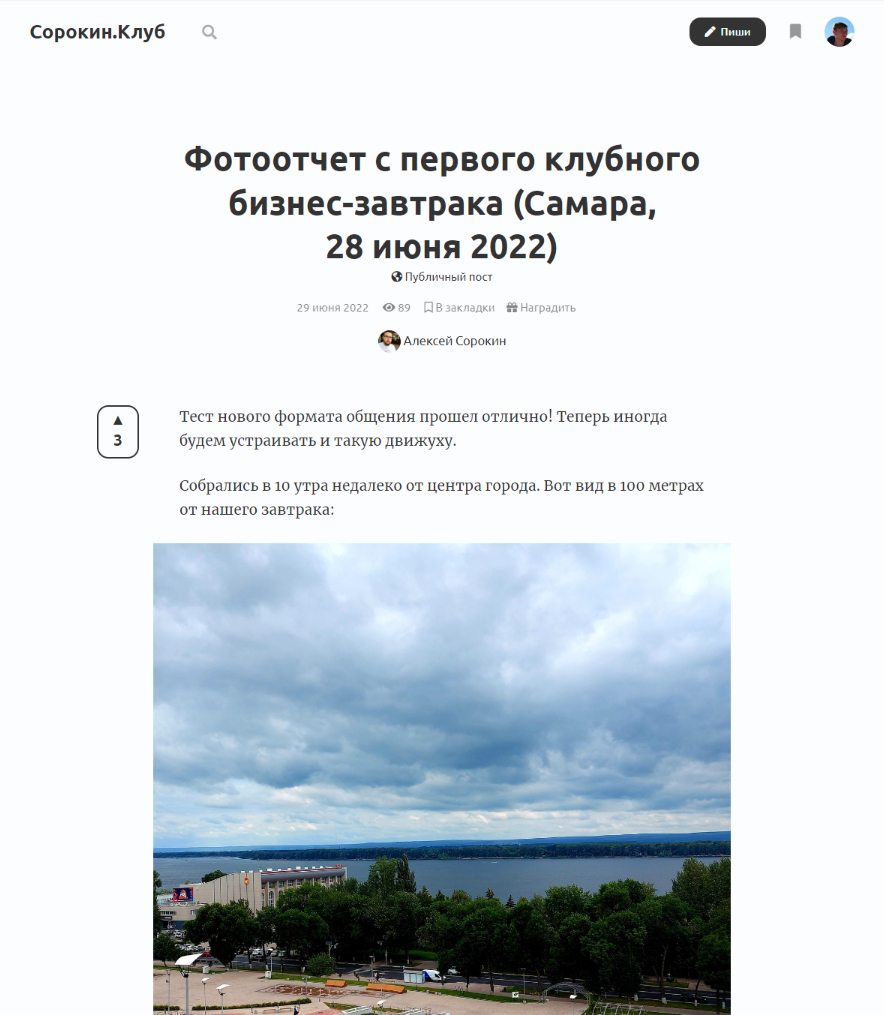 Сорокин.Клуб
Пиши
Фотоотчет с первого клубного
бизнес-завтрака (Самара,
28 июня 2022)
Публичный пост
29 июня 2022 89 В закладки Наградить
Алексей Сорокин
3
Тест нового формата общения прошел отлично! Теперь иногда
будем устраивать и такую движуху.
Собрались в 10 утра недалеко от центра города. Вот вид в 100 метрах
от нашего завтрака: